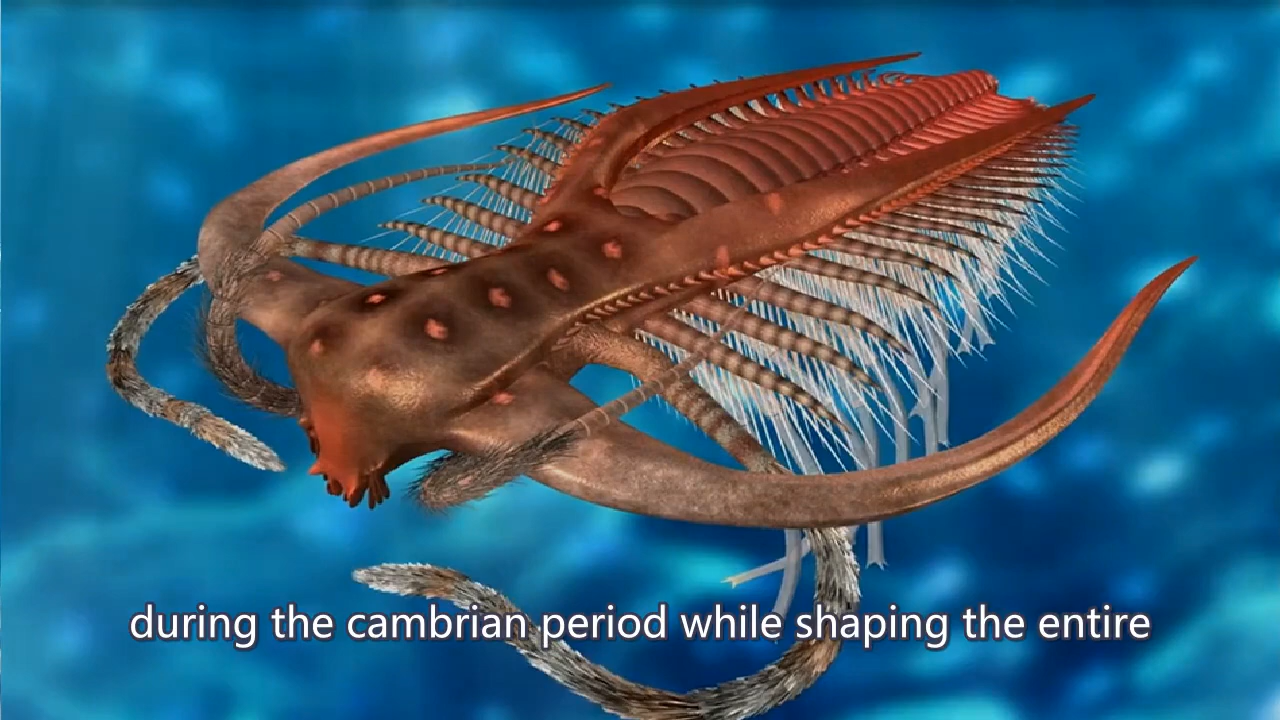 during the cambrian period while shaping the entire